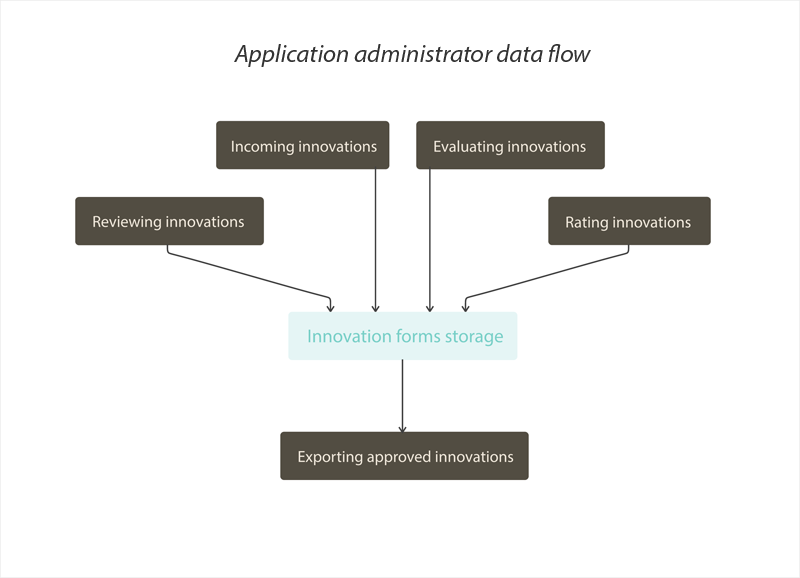 Application administrator data flow
Incoming innovations
Evaluating innovations
Reviewing innovations
Rating innovations
Innovation forms storage
Exporting approved innovations